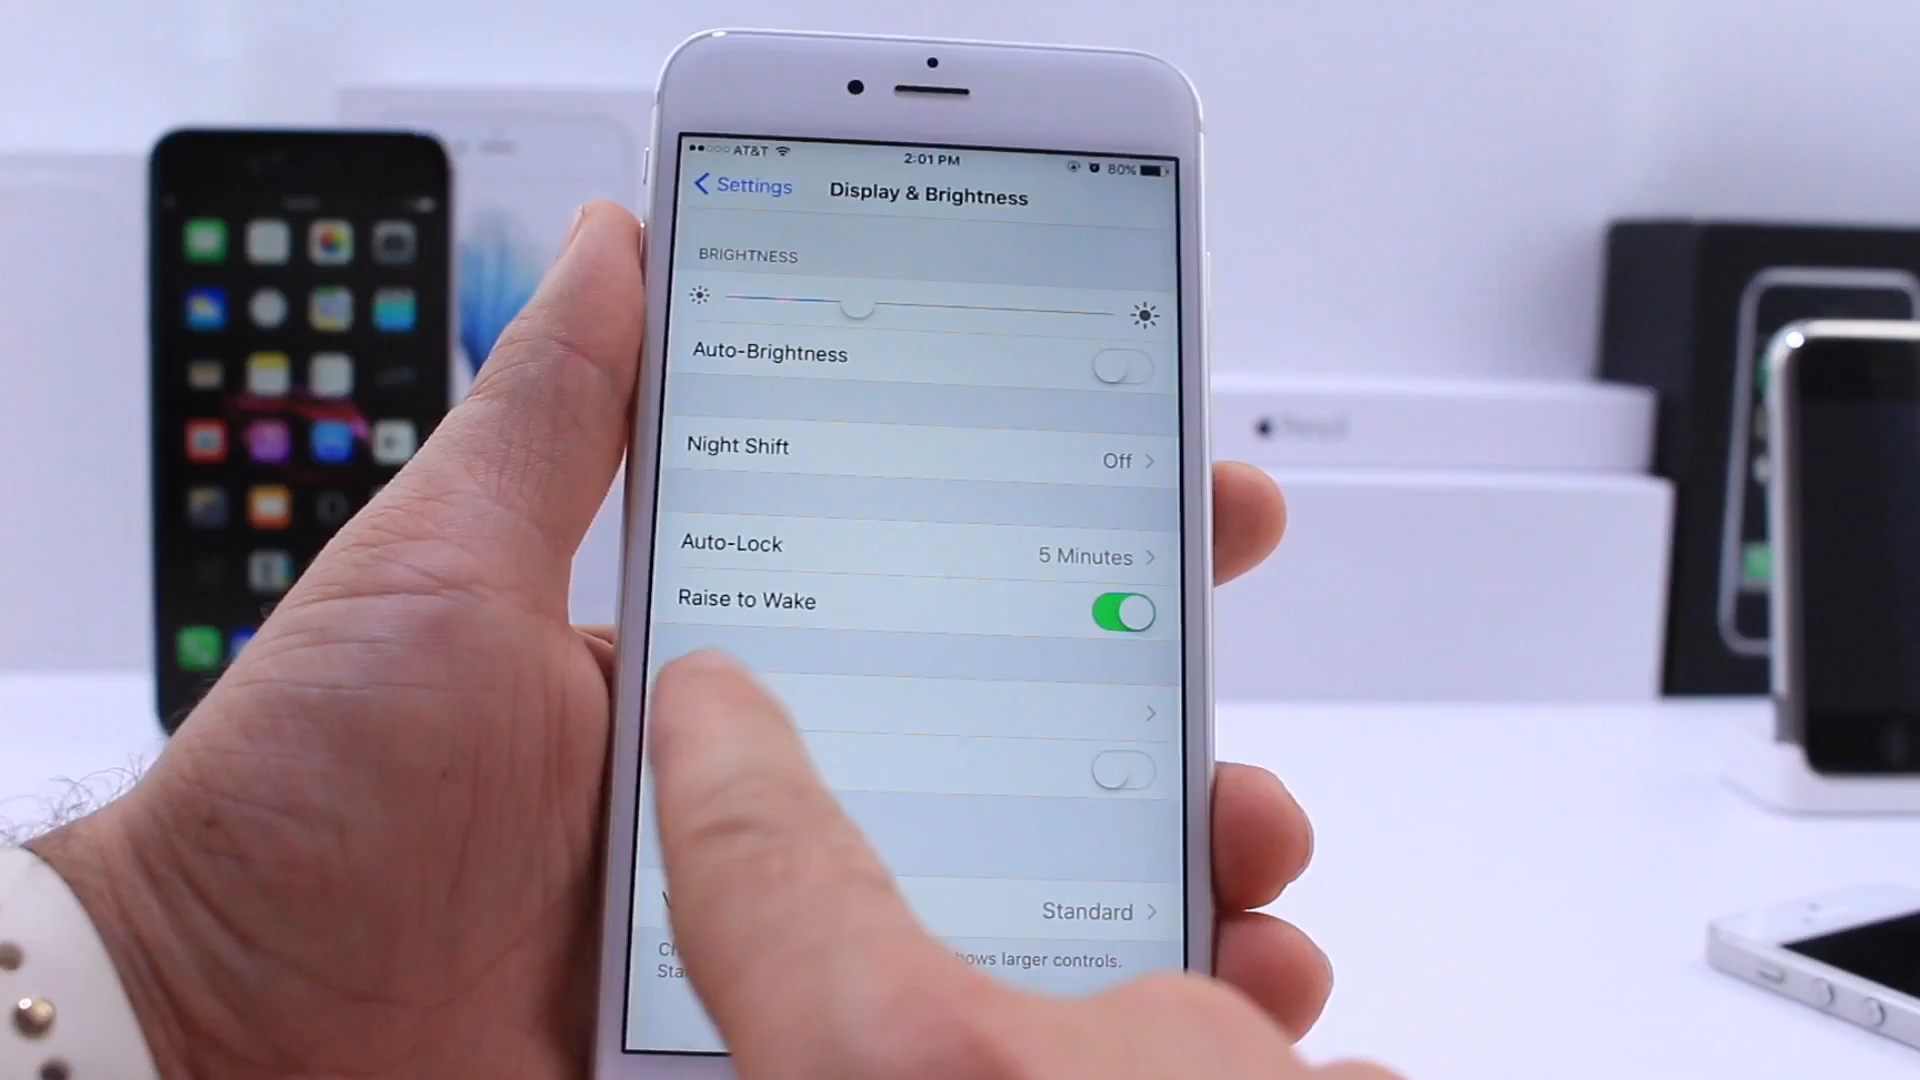 AT&T 2:01 PM 80%
Settings Display & Brightness
BRIGHTNESS
Auto-Brightness
Night Shift Off
Auto-Lock 5 Minutes
Raise to Wake
Standard
larger controls.